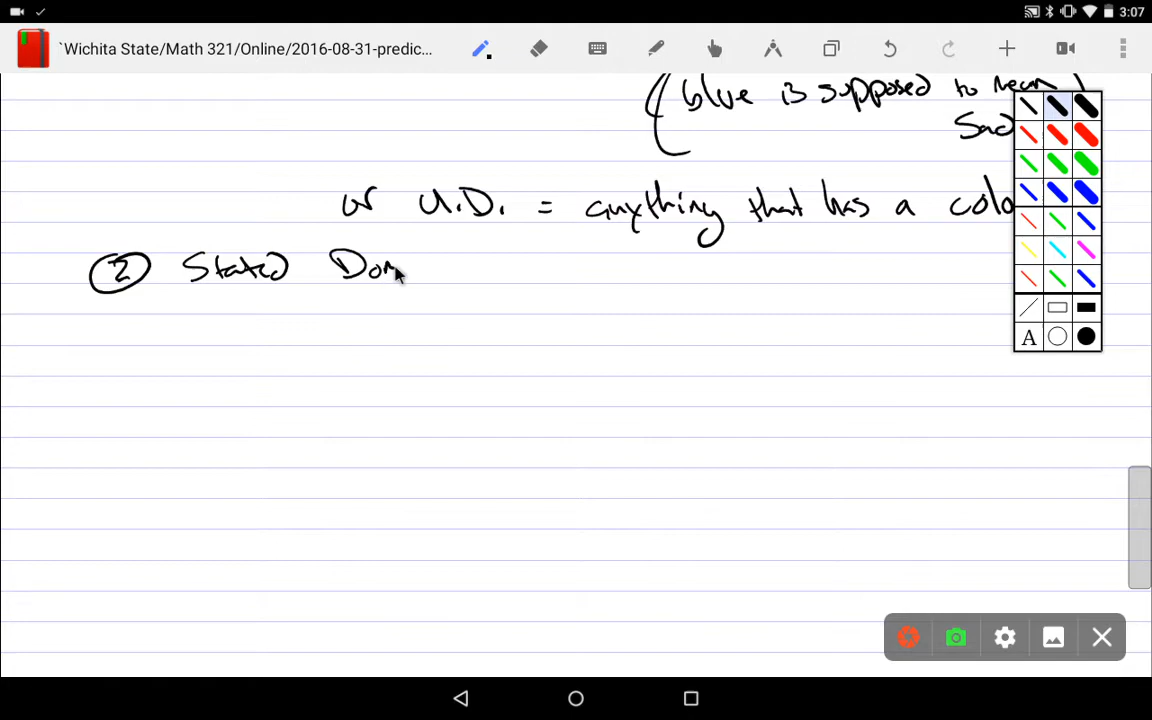 3:07
`Wichita State/Math 321/Online/2016-08-31-predic...
(blue is supposed to mean)
Sad
or U.D. = anything that has a colo
② Stated Dom
A